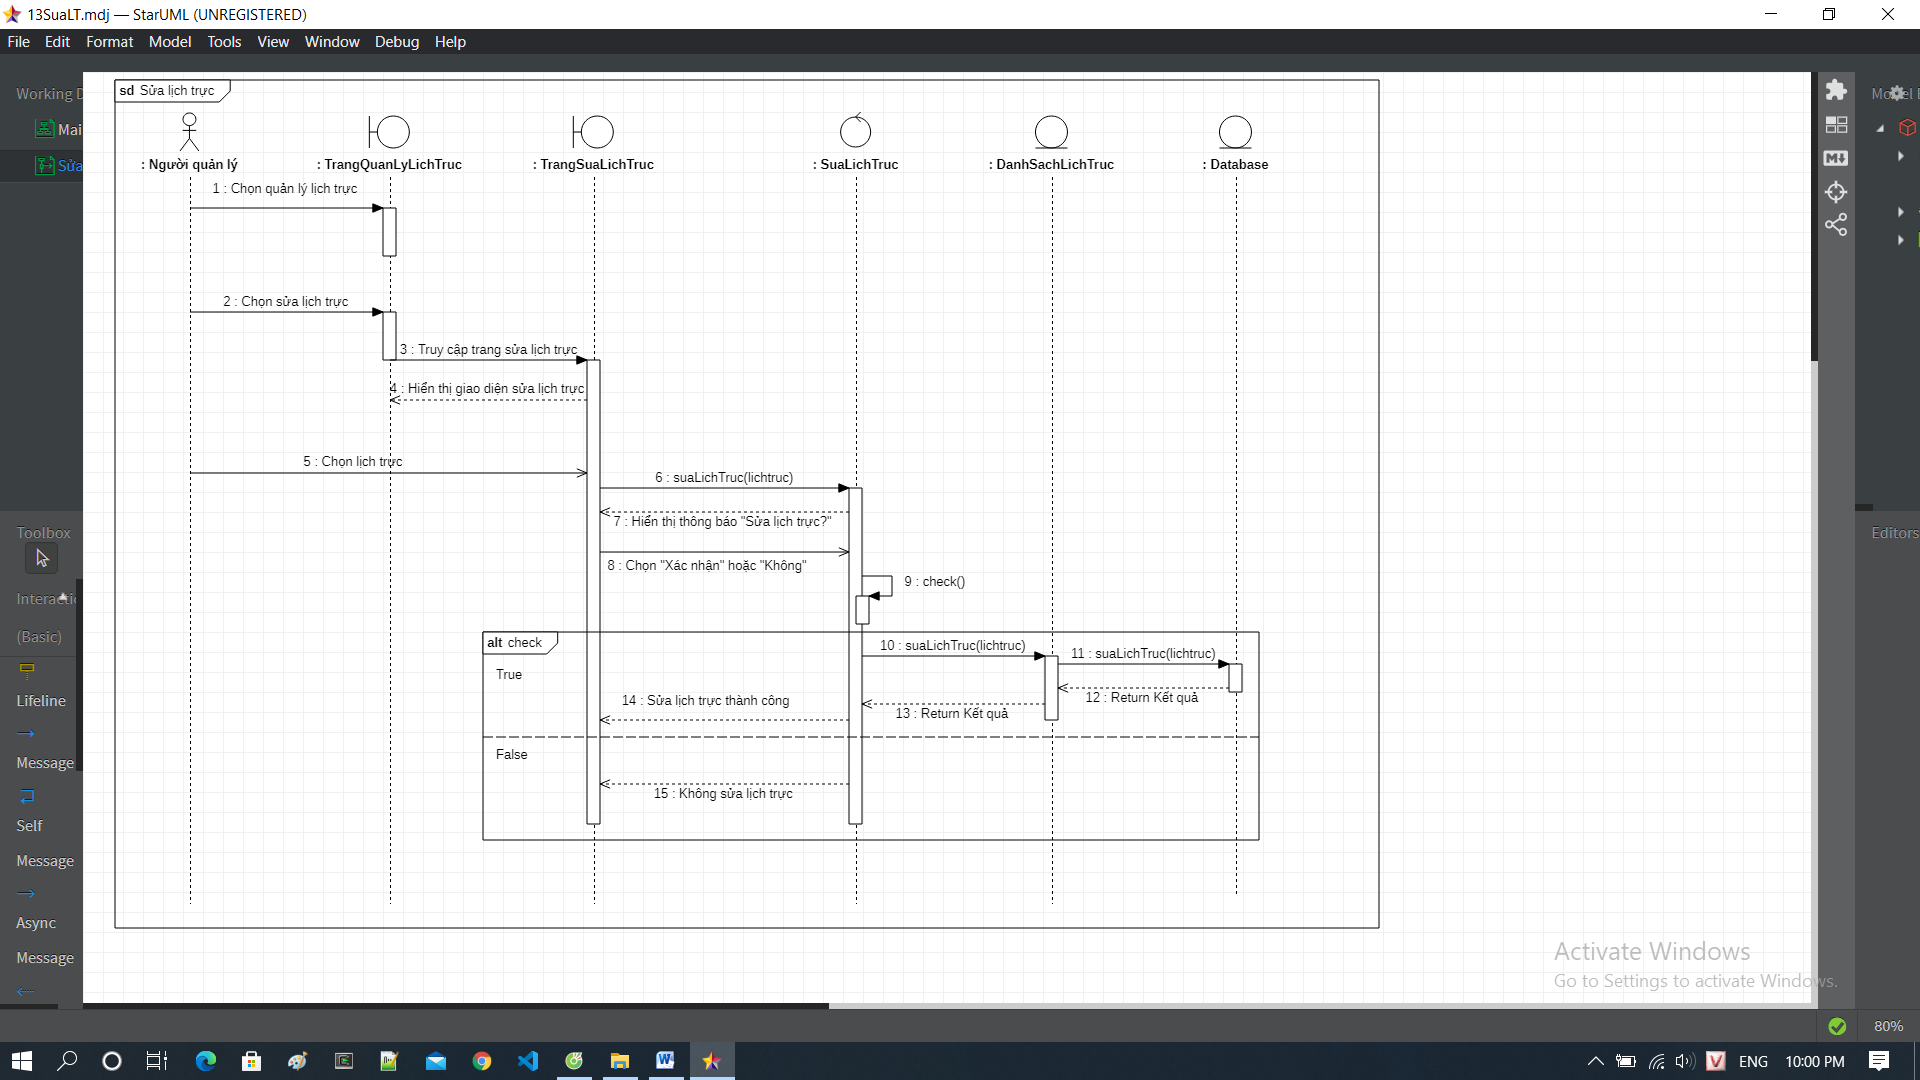 13SuaLT.mdj — StarUML (UNREGISTERED)
File Edit Format Model Tools View Window Debug Help
Working D
Mai
Sửa
sd Sửa lịch trực
: Người quản lý
: TrangQuanLyLichTruc
: TrangSuaLichTruc
: SuaLichTruc
: DanhSachLichTruc
: Database
1 : Chọn quản lý lịch trực
2 : Chọn sửa lịch trực
3 : Truy cập trang sửa lịch trực
4 : Hiển thị giao diện sửa lịch trực
5 : Chọn lịch trực
6 : suaLichTruc(lichtruc)
7 : Hiển thị thông báo "Sửa lịch trực?"
8 : Chọn "Xác nhận" hoặc "Không"
9 : check()
alt check
True
10 : suaLichTruc(lichtruc)
11 : suaLichTruc(lichtruc)
12 : Return Kết quả
13 : Return Kết quả
14 : Sửa lịch trực thành công
False
15 : Không sửa lịch trực
Toolbox
Interactio
(Basic)
Lifeline
Message
Self
Message
Async
Message
M↓
Editors
Activate Windows
Go to Settings to activate Windows.
80%
ENG
10:00 PM